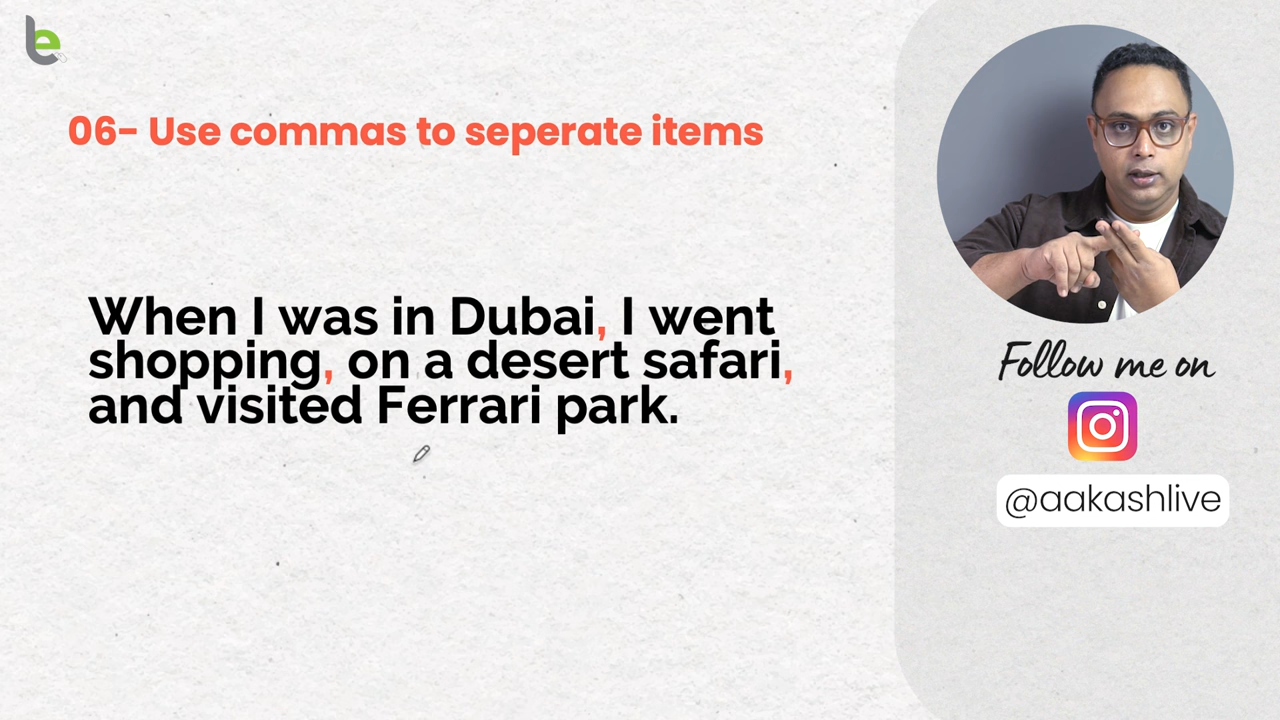 06- Use commas to seperate items
When I was in Dubai, I went
shopping, on a desert safari,
and visited Ferrari park.
Follow me on
@aakashlive